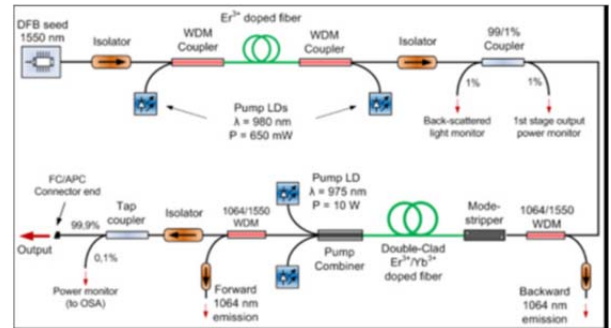 DFB seed
1550 nm
Isolator
WDM
Coupler
Er3+ doped fiber
WDM
Coupler
Isolator
99/1%
Coupler
Pump LDs
λ = 980 nm
P = 650 mW
1%
1%
Back-scattered
light monitor
1st stage output
power monitor
FC/APC
Connector end
Output
99,9%
Tap
coupler
0,1%
Power monitor
(to OSA)
Isolator
1064/1550
WDM
Forward
1064 nm
emission
Pump LD
λ = 975 nm
P = 10 W
Pump
Combiner
Double-Clad
Er3+/Yb3+
doped fiber
Mode-
stripper
1064/1550
WDM
Backward
1064 nm
emission